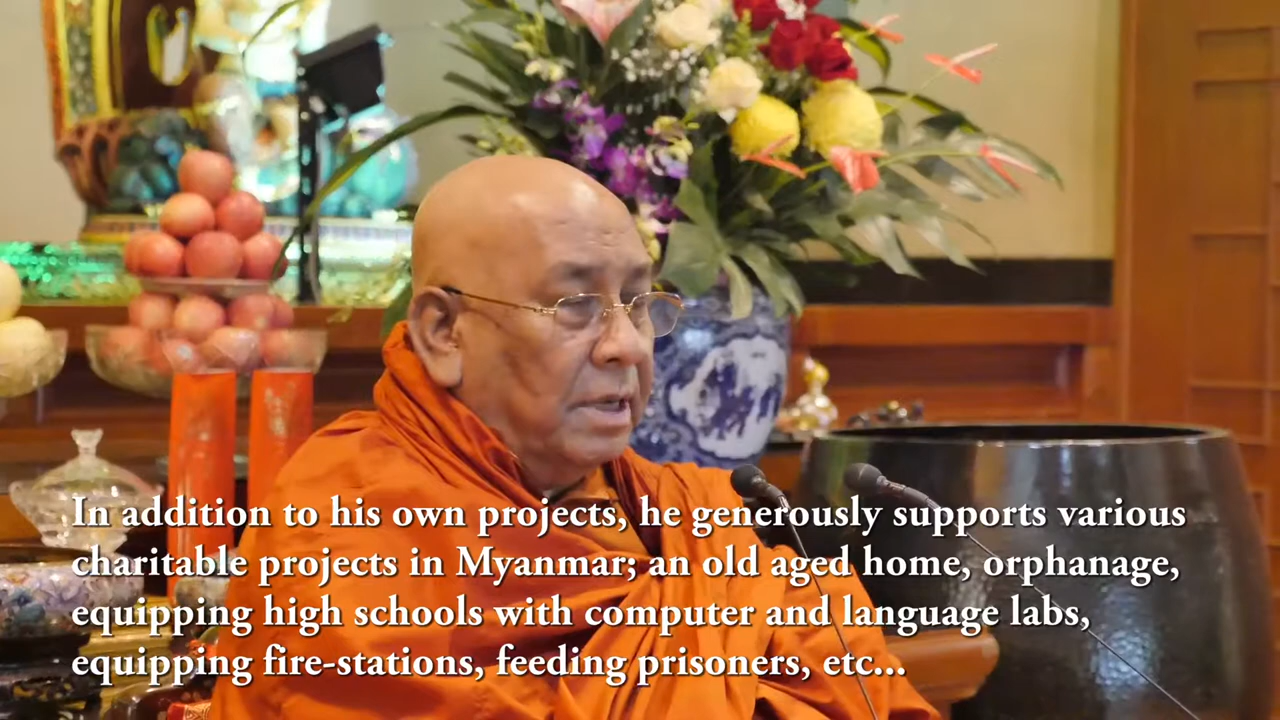 In addition to his own projects, he generously supports various
charitable projects in Myanmar; an old aged home, orphanage,
equipping high schools with computer and language labs,
equipping fire-stations, feeding prisoners, etc...